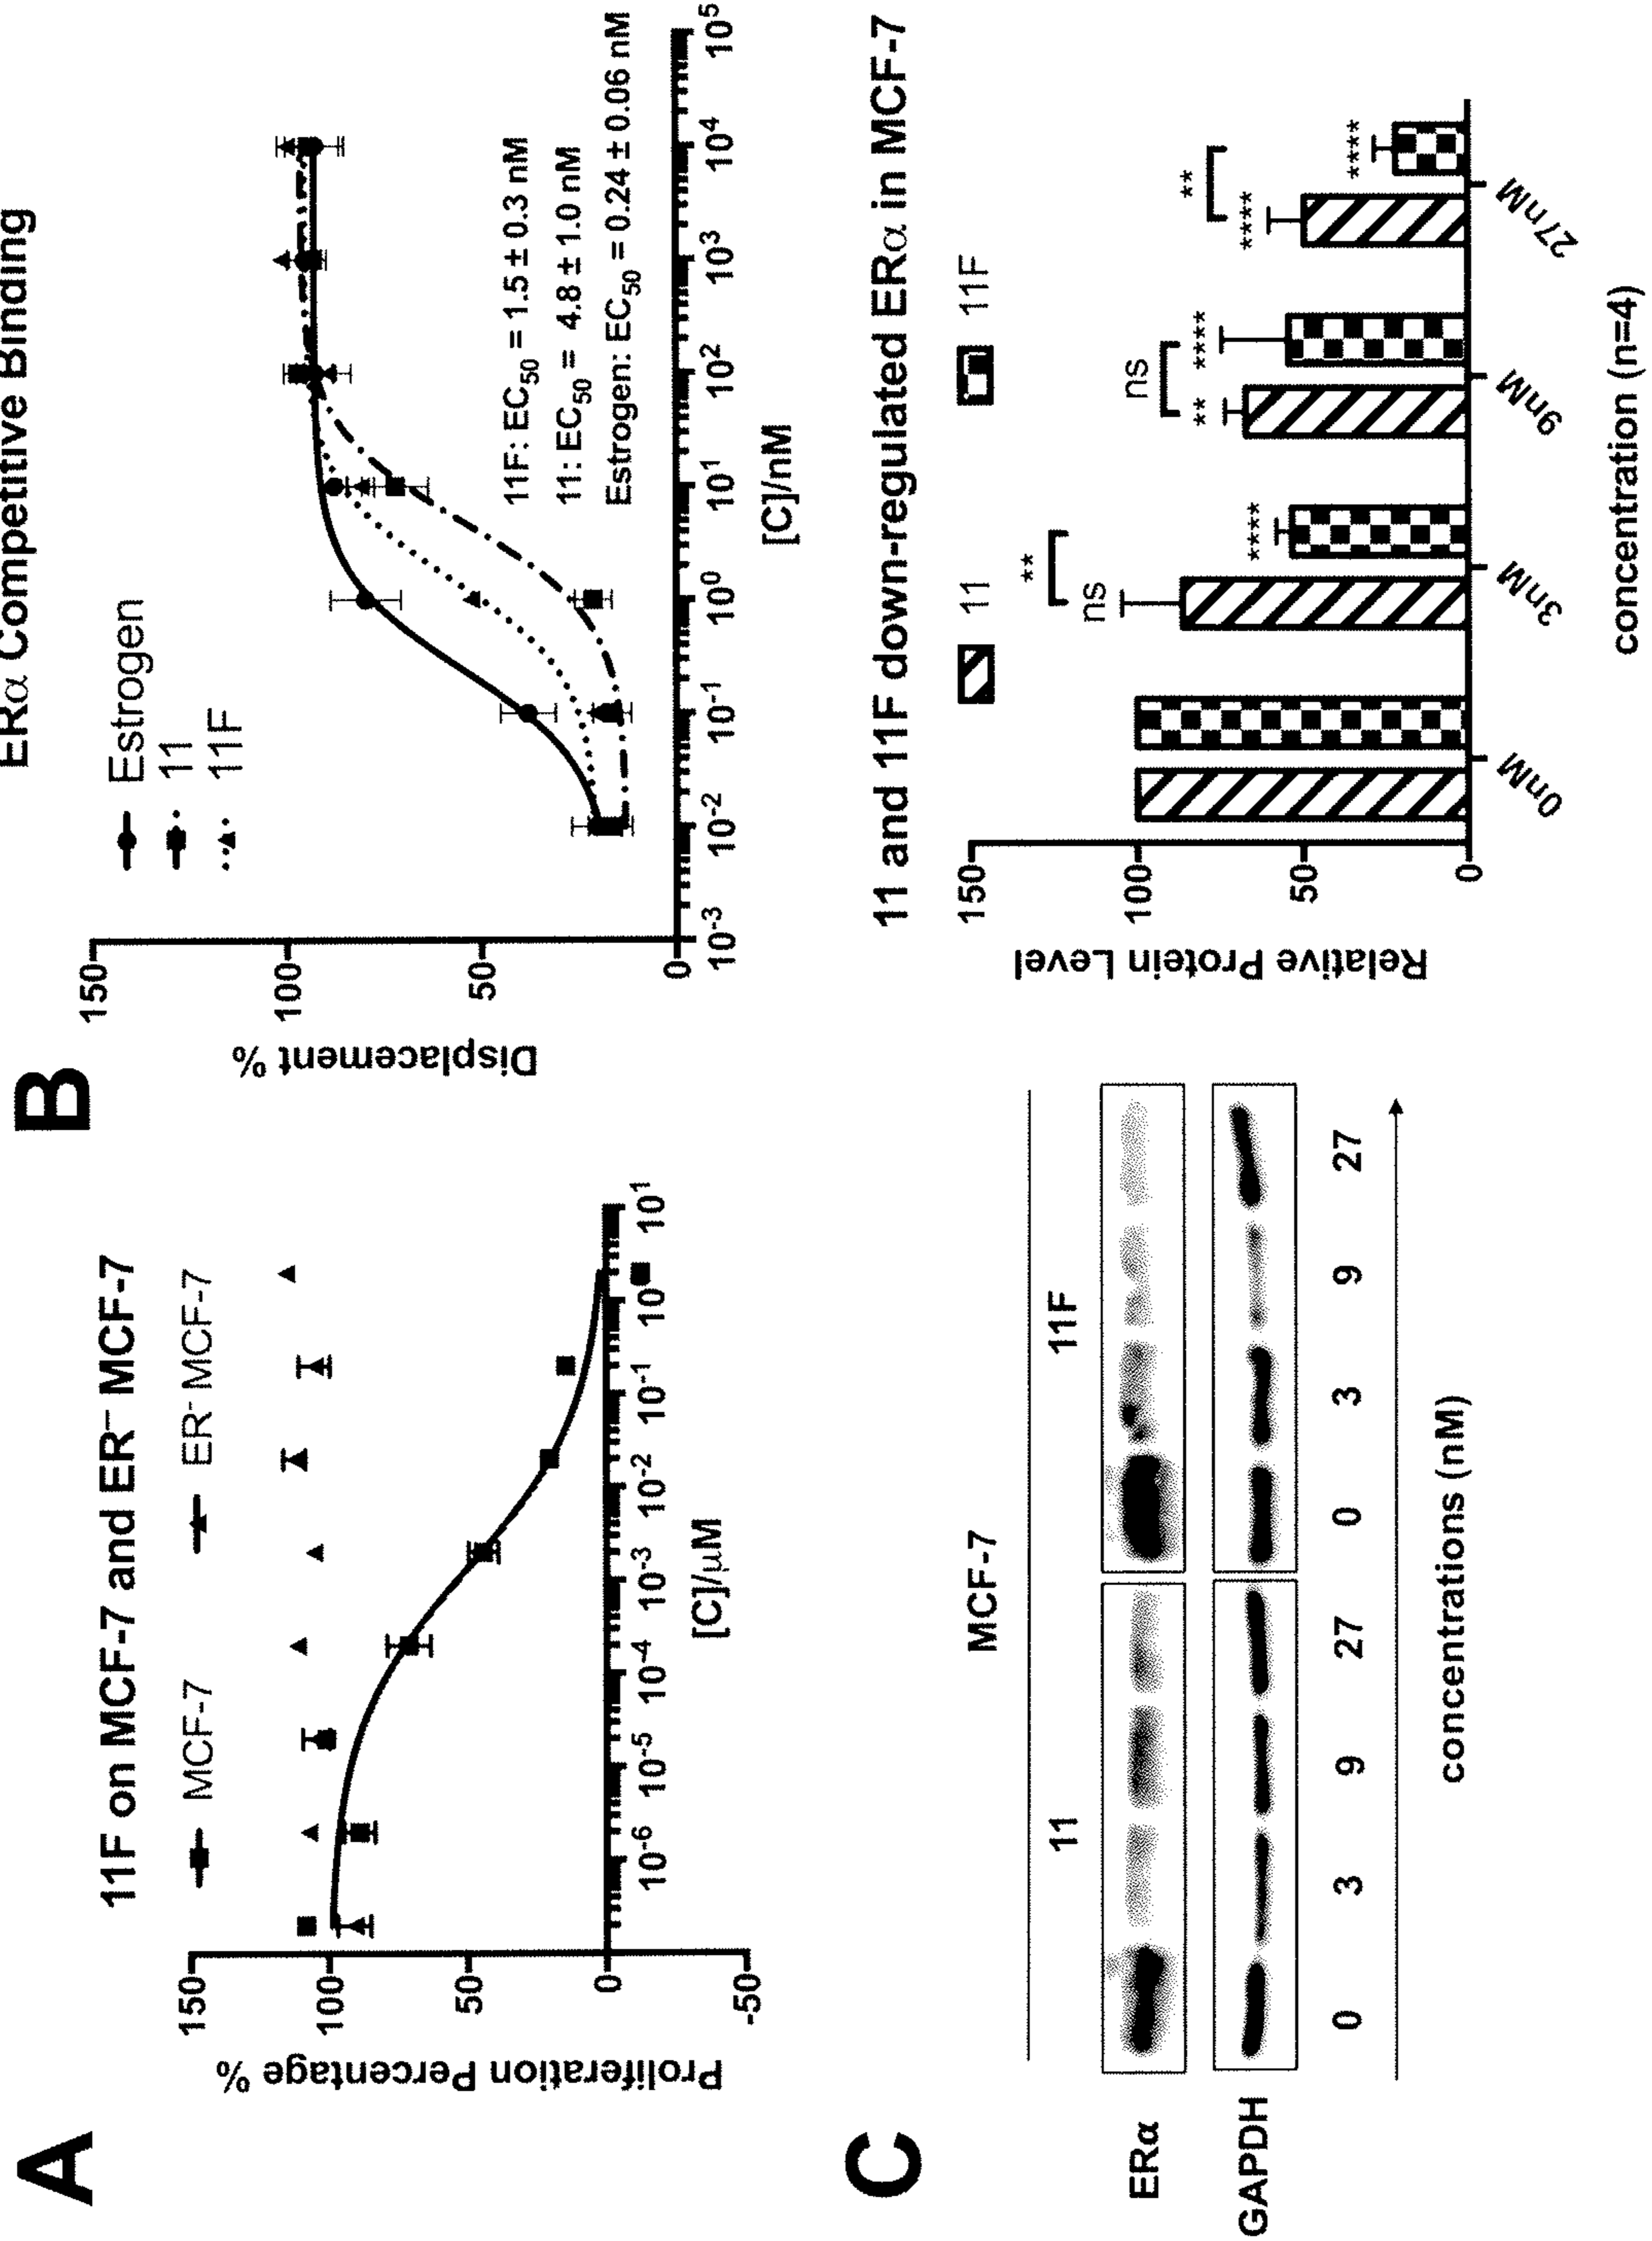 A
11F on MCF-7 and ER⁻ MCF-7
MCF-7
ER⁻ MCF-7
Proliferation Percentage %
150
100
50
0
-50
10⁻⁶
10⁻⁵
10⁻⁴
10⁻³
10⁻²
10⁻¹
10⁰
10¹
[C]/μM
B
ERα Competitive Binding
Estrogen
11
11F
Displacement %
150
100
50
0
11F: EC₅₀ = 1.5 ± 0.3 nM
11: EC₅₀ = 4.8 ± 1.0 nM
Estrogen: EC₅₀ = 0.24 ± 0.06 nM
10⁻³
10⁻²
10⁻¹
10⁰
10¹
10²
10³
10⁴
10⁵
[C]/nM
C
MCF-7
11
11F
ERα
GAPDH
0 3 9 27 0 3 9 27
concentrations (nM)
11 and 11F down-regulated ERα in MCF-7
11
11F
Relative Protein Level
150
100
50
0
ns
**
****
**
ns
****
****
**
****
0nM
3nM
9nM
27nM
concentration (n=4)